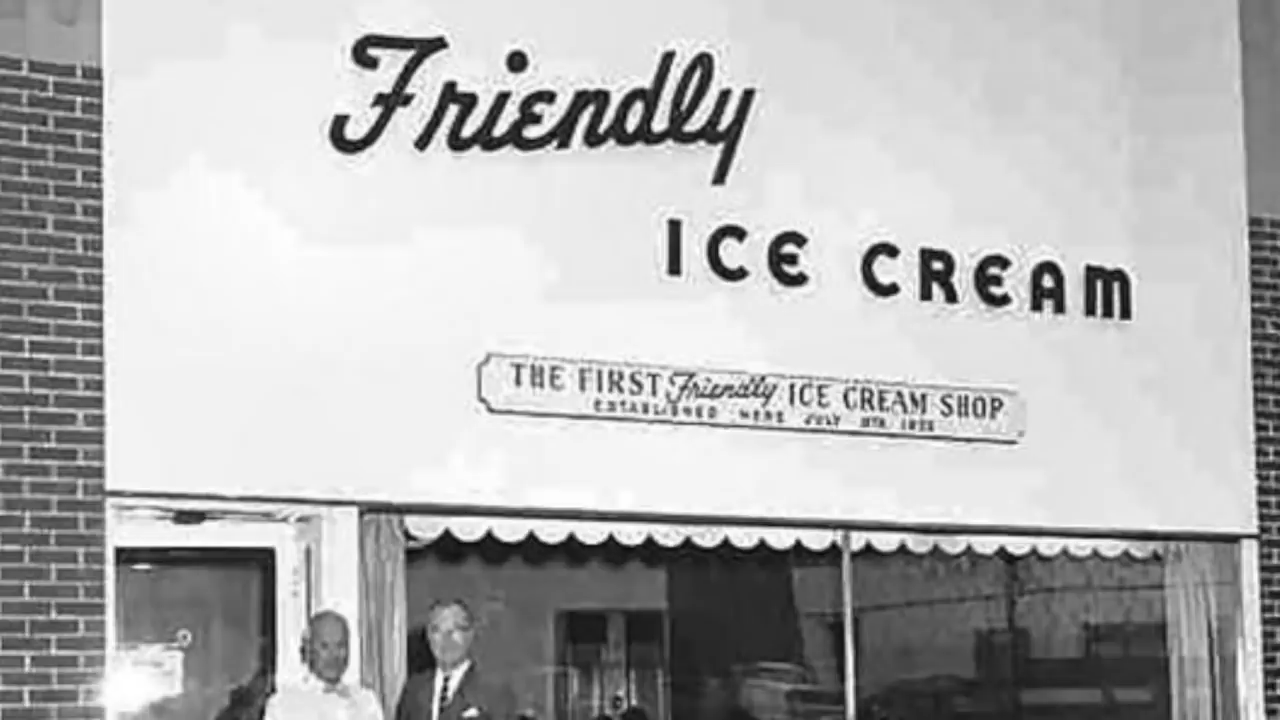 Friendly
ICE CREAM
THE FIRST Friendly ICE CREAM SHOP
ESTABLISHED HERE JULY